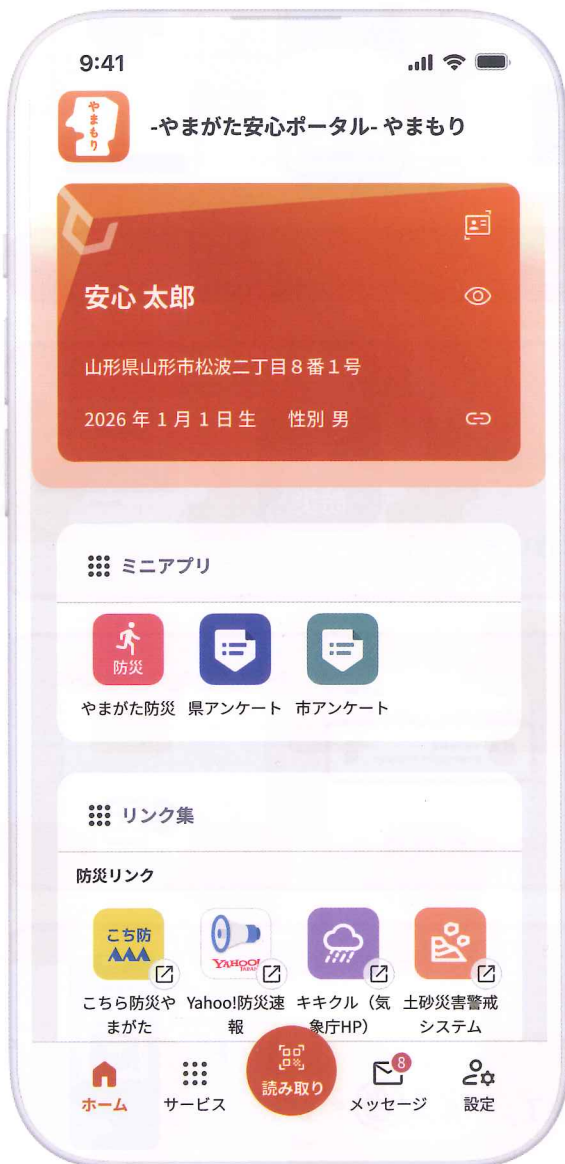 9:41
やまもり
-やまがた安心ポータル- やまもり
安心 太郎
山形県山形市松波二丁目８番１号
2026 年 1 月 1 日 生 性別 男
ミニアプリ
防災
やまがた防災 県アンケート 市アンケート
リンク集
防災リンク
こち防
YAHOO!
JAPAN
こちら防災や
まがた
Yahoo!防災速
報
キキクル（気
象庁HP）
土砂災害警戒
システム
8
ホーム サービス 読み取り メッセージ 設定